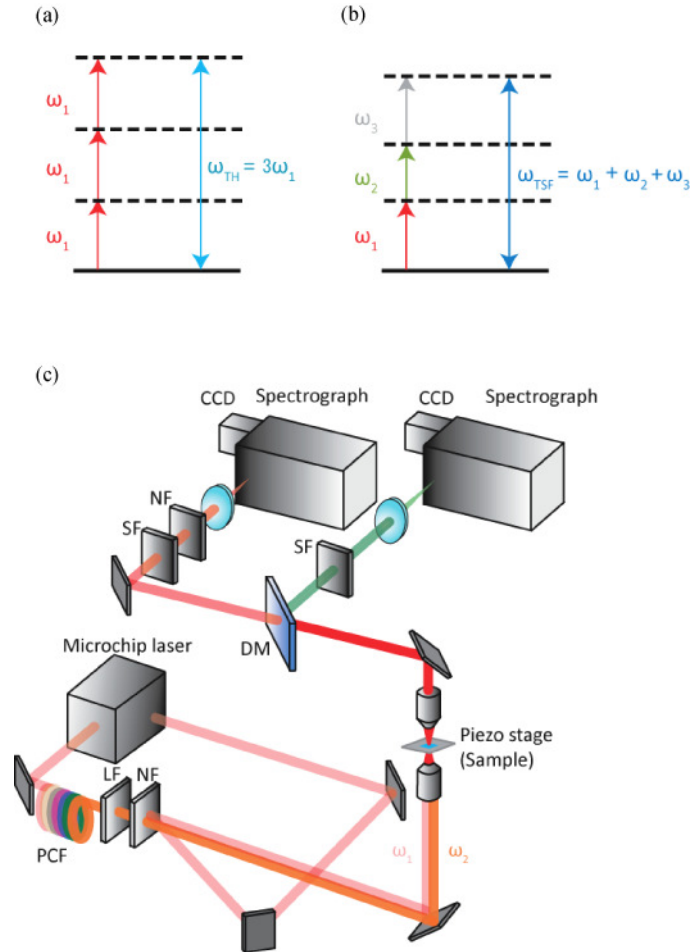 (a)
(b)
ω1
ω1
ω1
ωTH = 3ω1
ω3
ω2
ω1
ωTSF = ω1 + ω2 + ω3
(c)
CCD Spectrograph
CCD Spectrograph
NF
SF
SF
DM
Microchip laser
Piezo stage
(Sample)
LF NF
PCF
ω1 ω2